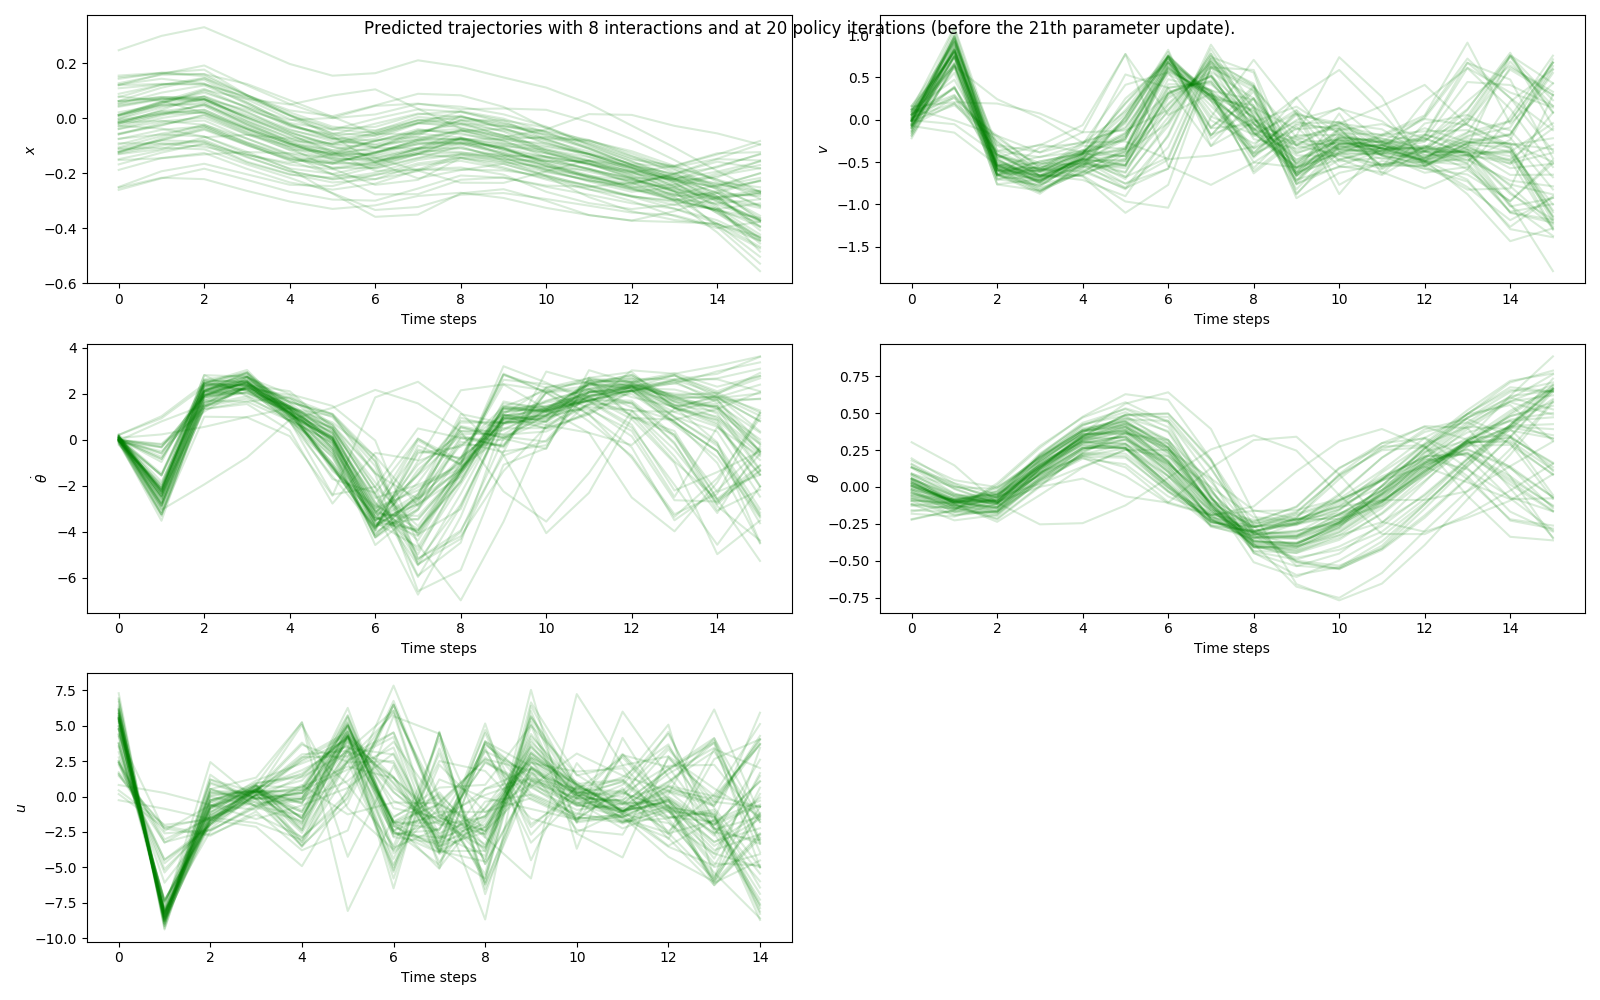 Predicted trajectories with 8 interactions and at 20 policy iterations (before the 21th parameter update).
0.2
0.0
−0.2
−0.4
−0.6
x
0 2 4 6 8 10 12 14
Time steps
1.0
0.5
0.0
−0.5
−1.0
−1.5
v
0 2 4 6 8 10 12 14
Time steps
4
2
0
−2
−4
−6
θ̇
0 2 4 6 8 10 12 14
Time steps
0.75
0.50
0.25
0.00
−0.25
−0.50
−0.75
θ
0 2 4 6 8 10 12 14
Time steps
7.5
5.0
2.5
0.0
−2.5
−5.0
−7.5
−10.0
u
0 2 4 6 8 10 12 14
Time steps